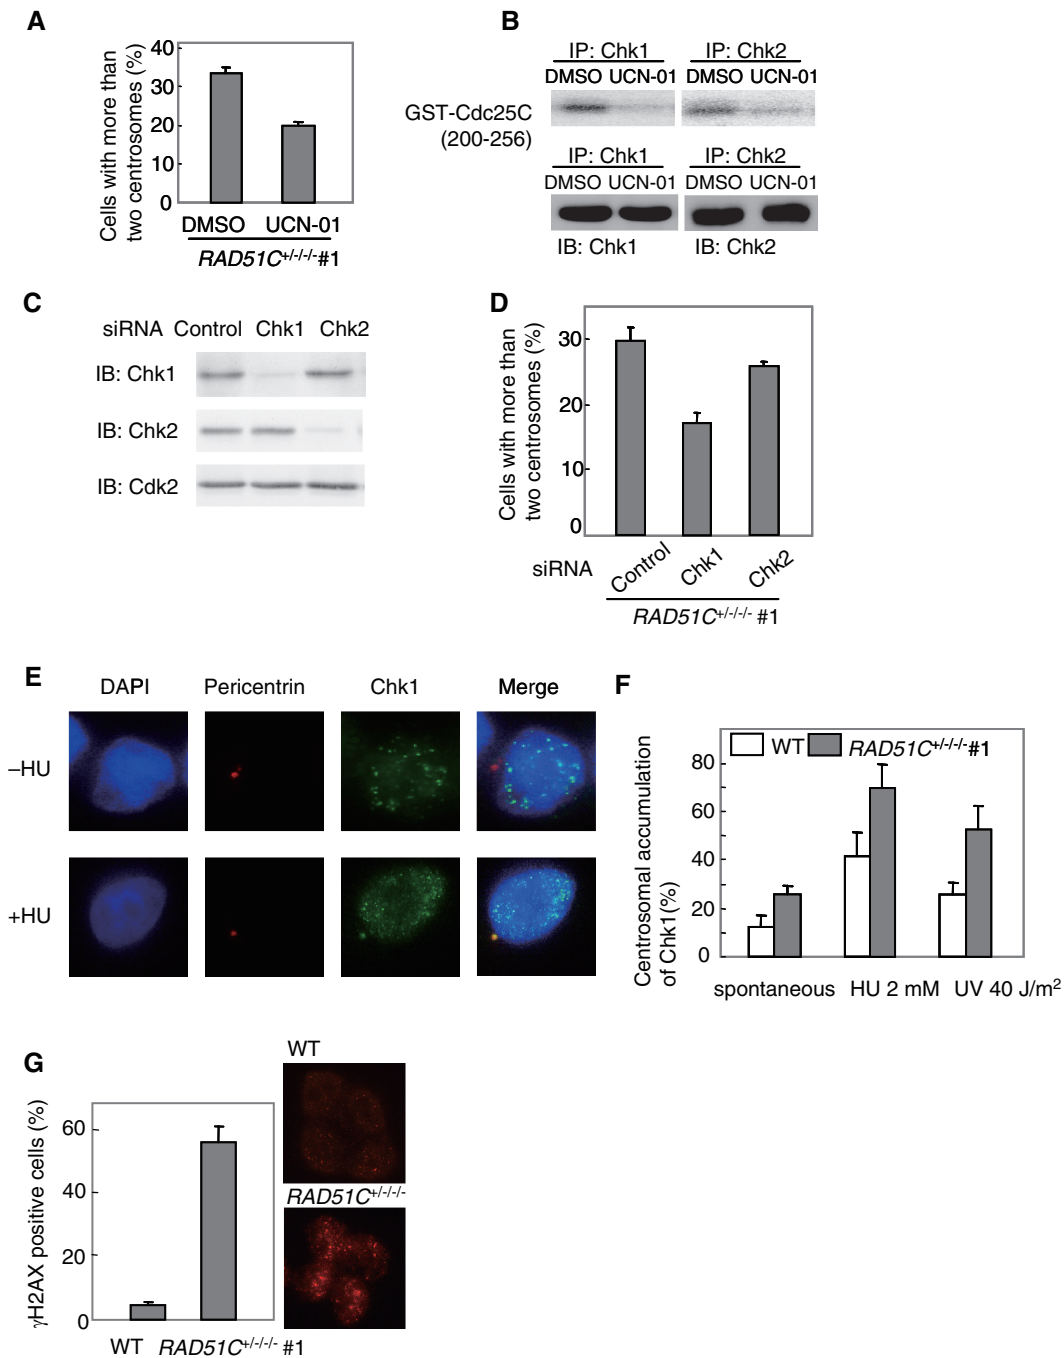 A
Cells with more than
two centrosomes (%)
40
30
20
10
0
DMSO UCN-01
RAD51C+/-/-/-#1
B
IP: Chk1 IP: Chk2
DMSO UCN-01 DMSO UCN-01
GST-Cdc25C
(200-256)
IP: Chk1 IP: Chk2
DMSO UCN-01 DMSO UCN-01
IB: Chk1 IB: Chk2
C
siRNA Control Chk1 Chk2
IB: Chk1
IB: Chk2
IB: Cdk2
D
Cells with more than
two centrosomes (%)
30
20
10
0
siRNA Control Chk1 Chk2
RAD51C+/-/-/- #1
E
DAPI Pericentrin Chk1 Merge
–HU
+HU
F
Centrosomal accumulation
of Chk1(%)
WT RAD51C+/-/-/-#1
80
60
40
20
0
spontaneous HU 2 mM UV 40 J/m2
G
γH2AX positive cells (%)
60
40
20
0
WT RAD51C+/-/-/- #1
WT
RAD51C+/-/-/-